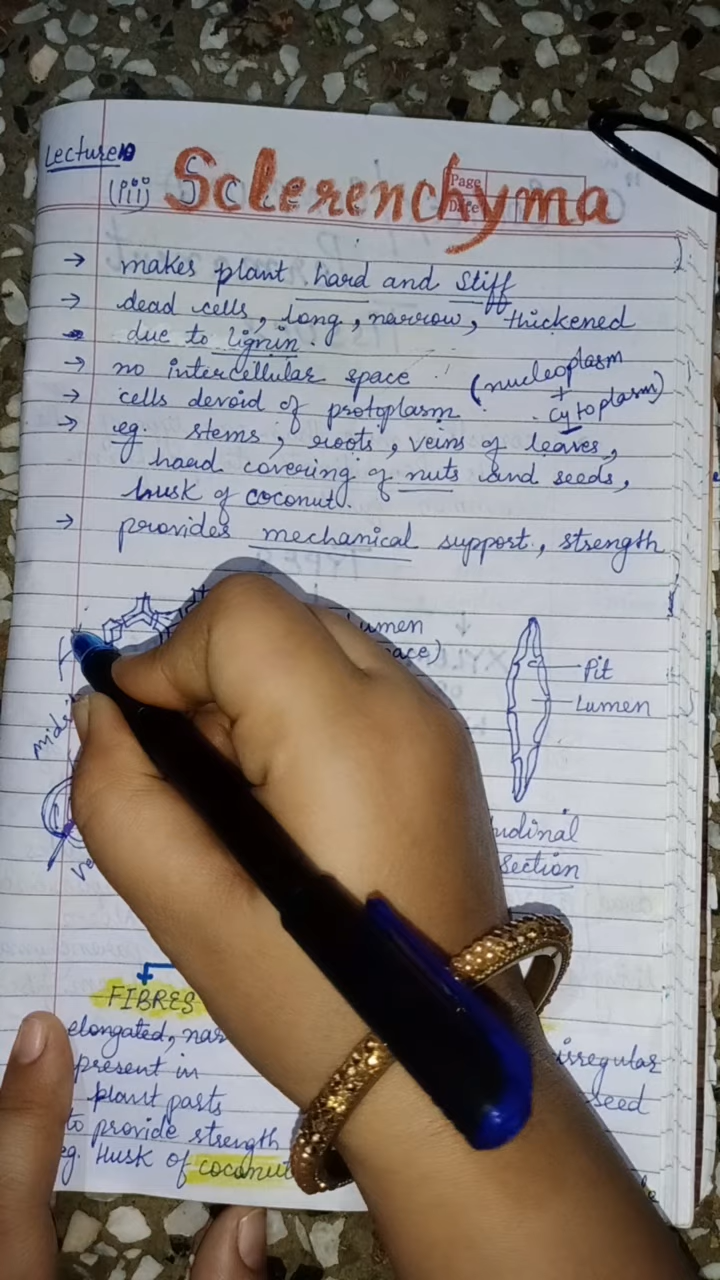 Lecture 10
(iii) Sclerenchyma
Page
Date
→ makes plant hard and stiff
→ dead cells, long, narrow, thickened
due to lignin.
→ no intercellular space (nucleoplasm
→ cells devoid of protoplasm + cytoplasm)
→ eg. stems, roots, veins of leaves,
hard covering of nuts and seeds,
husk of coconut.
→ provides mechanical support, strength
Lumen
Pit
Lumen
section
FIBRES
elongated,
irregular
present in
seed
plant parts
to provide strength
eg. Husk of coconut